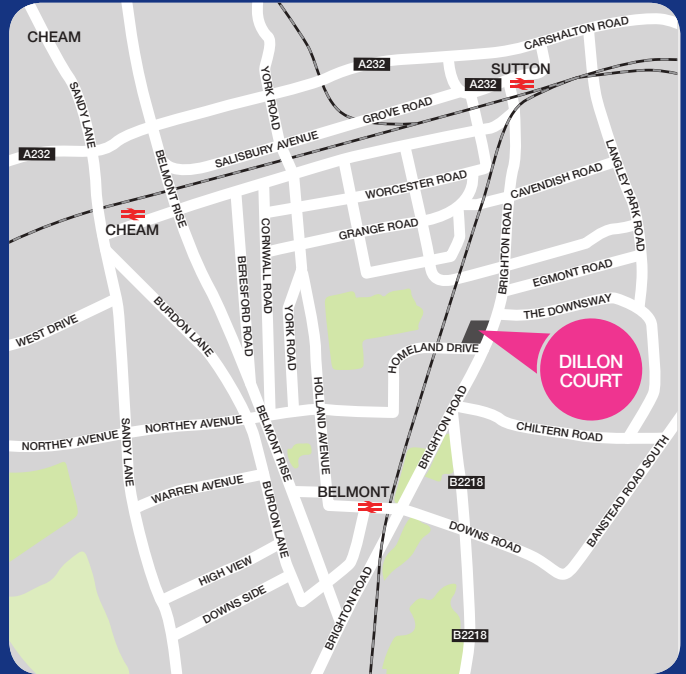 CHEAM
CARSHALTON ROAD
A232
SUTTON
A232
YORK ROAD
SANDY LANE
GROVE ROAD
SALISBURY AVENUE
A232
BELMONT RISE
LANGLEY PARK ROAD
WORCESTER ROAD
CAVENDISH ROAD
CHEAM
GRANGE ROAD
CORNWALL ROAD
BERESFORD ROAD
BRIGHTON ROAD
EGMONT ROAD
THE DOWNSWAY
WEST DRIVE
BURDON LANE
YORK ROAD
HOMELAND DRIVE
DILLON
COURT
HOLLAND AVENUE
BRIGHTON ROAD
NORTHEY AVENUE
NORTHEY AVENUE
SANDY LANE
BELMONT RISE
CHILTERN ROAD
BANSTEAD ROAD SOUTH
WARREN AVENUE
BURDON LANE
BELMONT
B2218
DOWNS ROAD
HIGH VIEW
DOWNS SIDE
BRIGHTON ROAD
B2218